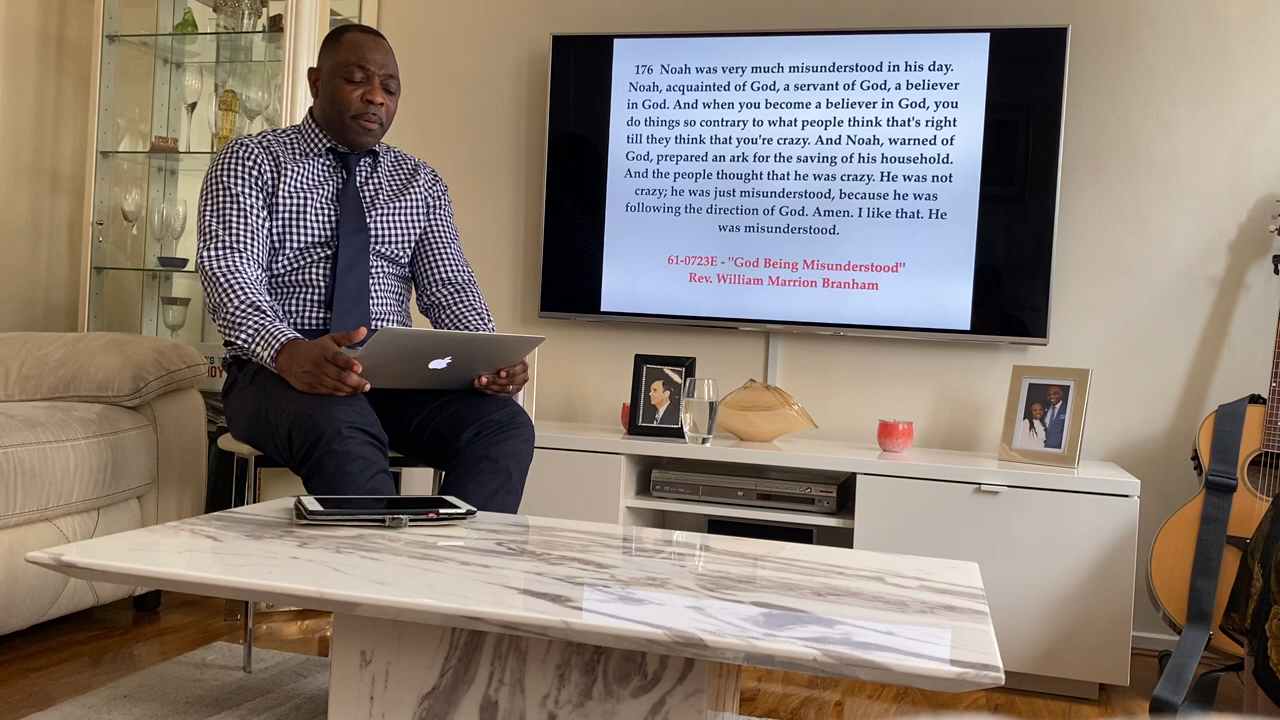 176 Noah was very much misunderstood in his day.
Noah, acquainted of God, a servant of God, a believer
in God. And when you become a believer in God, you
do things so contrary to what people think that's right
till they think that you're crazy. And Noah, warned of
God, prepared an ark for the saving of his household.
And the people thought that he was crazy. He was not
crazy; he was just misunderstood, because he was
following the direction of God. Amen. I like that. He
was misunderstood.
61-0723E - "God Being Misunderstood"
Rev. William Marrion Branham